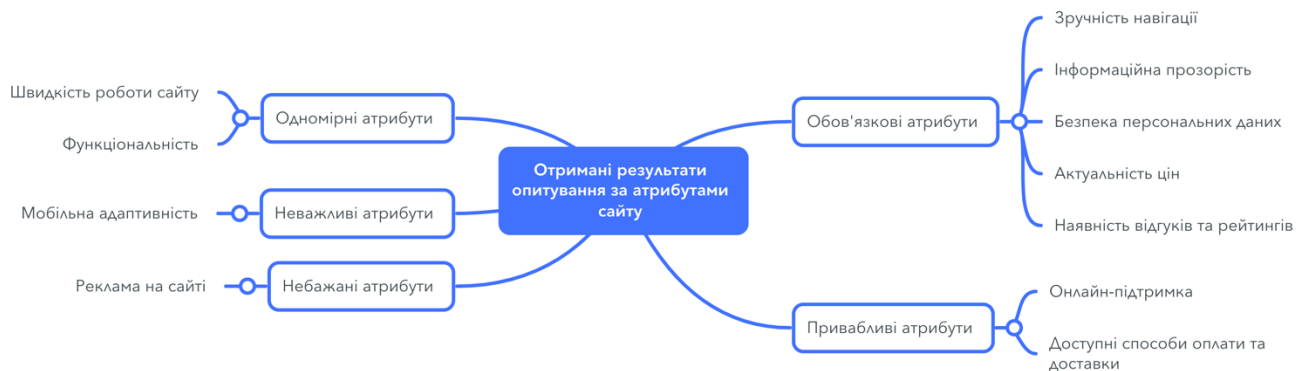 Отримані результати
опитування за атрибутами
сайту
Обов'язкові атрибути
Зручність навігації
Інформаційна прозорість
Безпека персональних даних
Актуальність цін
Наявність відгуків та рейтингів
Привабливі атрибути
Онлайн-підтримка
Доступні способи оплати та
доставки
Одномірні атрибути
Швидкість роботи сайту
Функціональність
Неважливі атрибути
Мобільна адаптивність
Небажані атрибути
Реклама на сайті